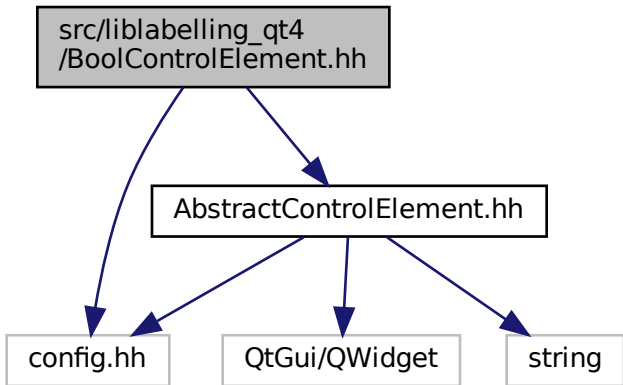 src/liblabelling_qt4
/BoolControlElement.hh
AbstractControlElement.hh
config.hh
QtGui/QWidget
string